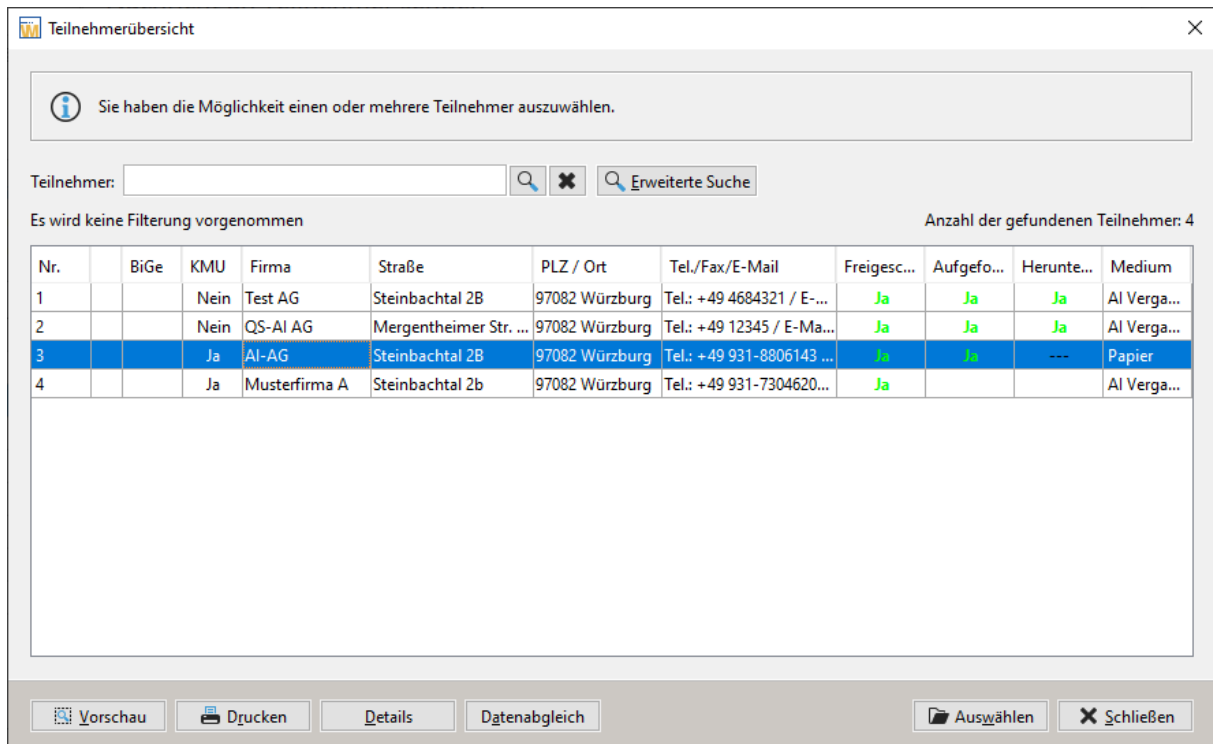 Teilnehmerübersicht
Sie haben die Möglichkeit einen oder mehrere Teilnehmer auszuwählen.
Teilnehmer: Erweiterte Suche
Es wird keine Filterung vorgenommen Anzahl der gefundenen Teilnehmer: 4
Nr. BiGe KMU Firma Straße PLZ / Ort Tel./Fax/E-Mail Freigesc... Aufgefo... Herunte... Medium
1 Nein Test AG Steinbachtal 2B 97082 Würzburg Tel.: +49 4684321 / E-... Ja Ja Ja AI Verga...
2 Nein QS-AI AG Mergentheimer Str. ... 97082 Würzburg Tel.: +49 12345 / E-Ma... Ja Ja Ja AI Verga...
3 Ja AI-AG Steinbachtal 2B 97082 Würzburg Tel.: +49 931-8806143 ... Ja Ja --- Papier
4 Ja Musterfirma A Steinbachtal 2b 97082 Würzburg Tel.: +49 931-7304620... Ja AI Verga...
Vorschau Drucken Details Datenabgleich Auswählen Schließen